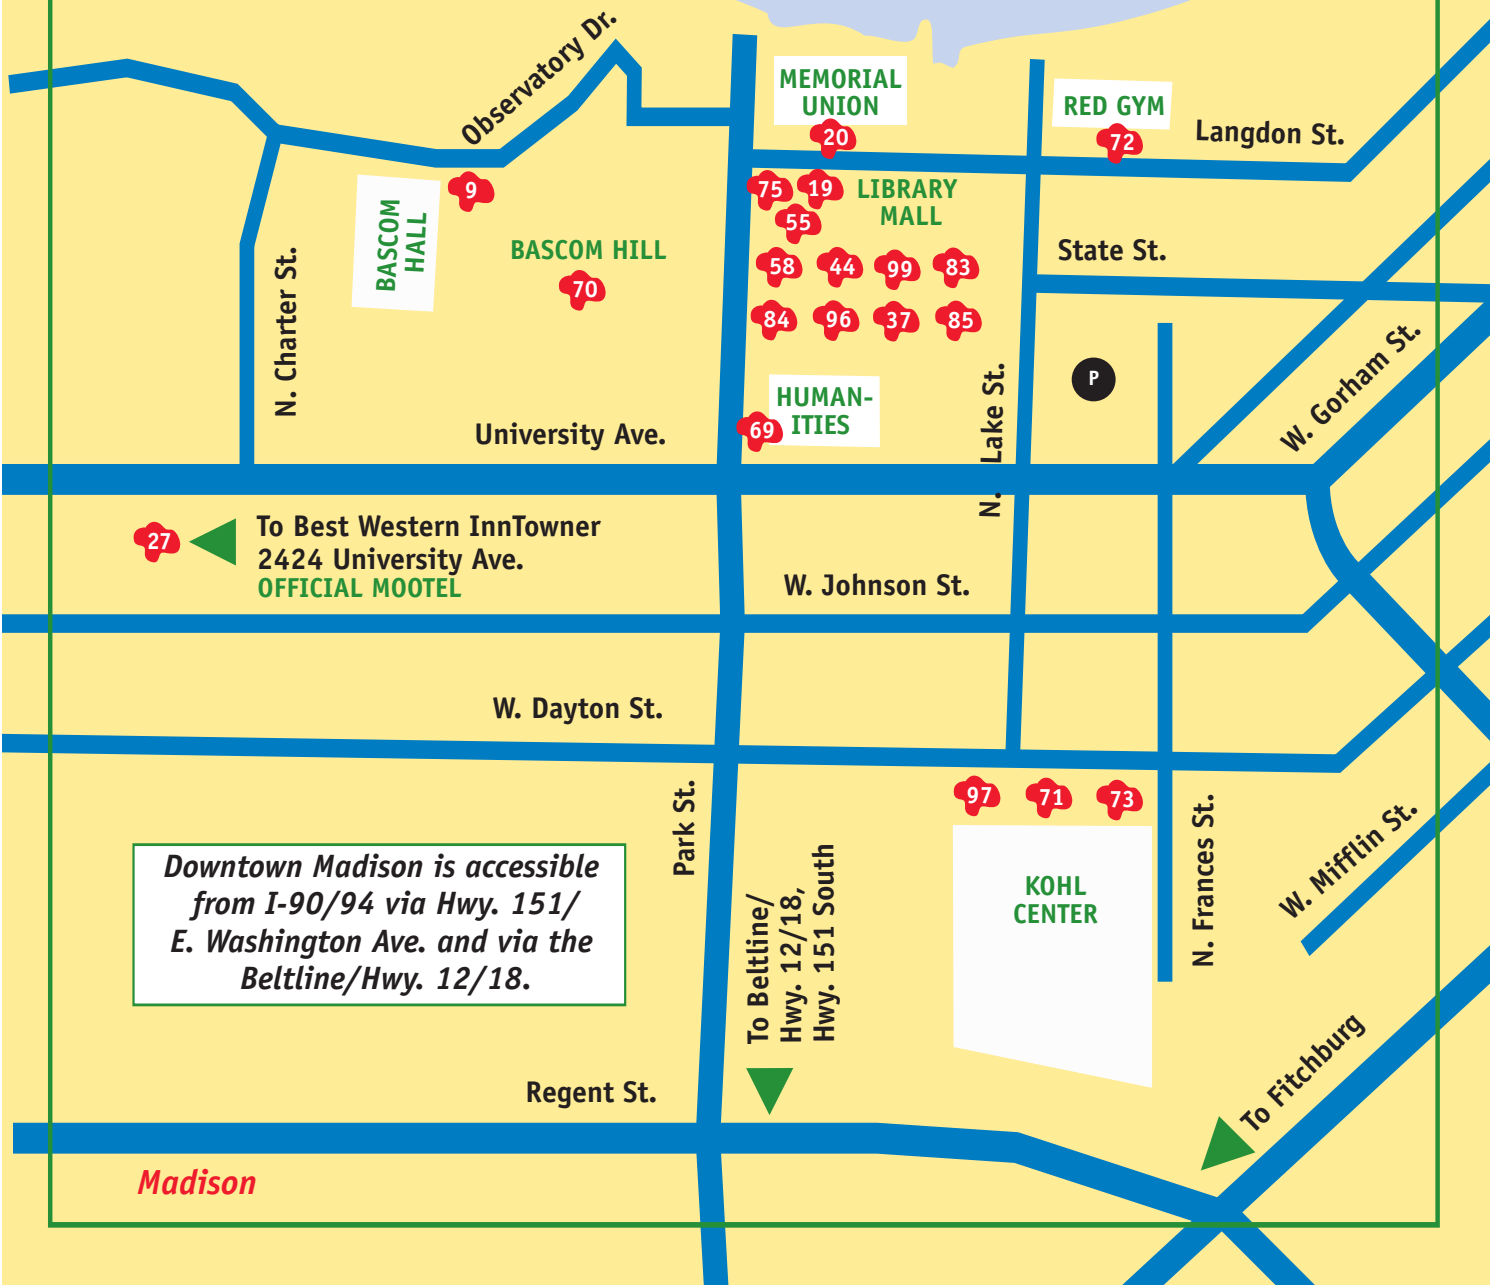 Observatory Dr.
MEMORIAL
UNION
20
RED GYM
72
Langdon St.
9
BASCOM
HALL
BASCOM HILL
70
75
19
LIBRARY
MALL
55
58
44
99
83
84
96
37
85
State St.
N. Charter St.
P
W. Gorham St.
HUMAN-
ITIES
69
N. Lake St.
University Ave.
27
To Best Western InnTowner
2424 University Ave.
OFFICIAL MOOTEL
W. Johnson St.
W. Dayton St.
97
71
73
Park St.
KOHL
CENTER
N. Frances St.
W. Mifflin St.
Downtown Madison is accessible
from I-90/94 via Hwy. 151/
E. Washington Ave. and via the
Beltline/Hwy. 12/18.
To Beltline/
Hwy. 12/18,
Hwy. 151 South
Regent St.
To Fitchburg
Madison